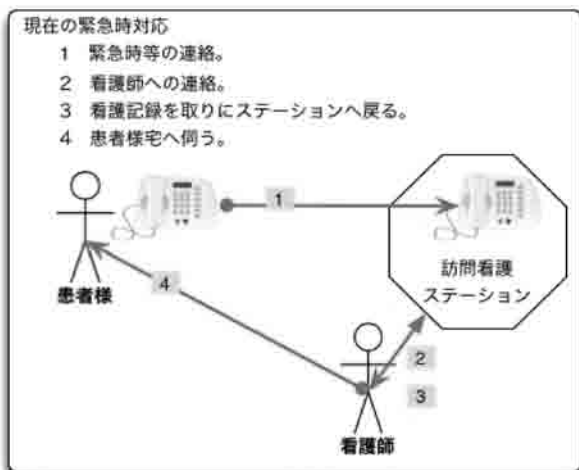 現在の緊急時対応
1 緊急時等の連絡。
2 看護師への連絡。
3 看護記録を取りにステーションへ戻る。
4 患者様宅へ伺う。
1
訪問看護
ステーション
患者様
4
2
3
看護師